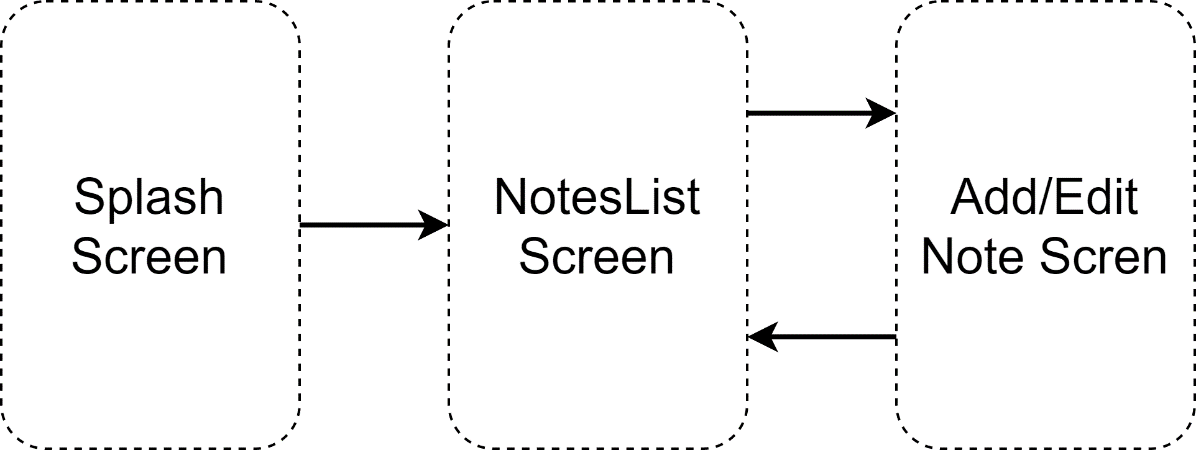 Splash
Screen
NotesList
Screen
Add/Edit
Note Scren